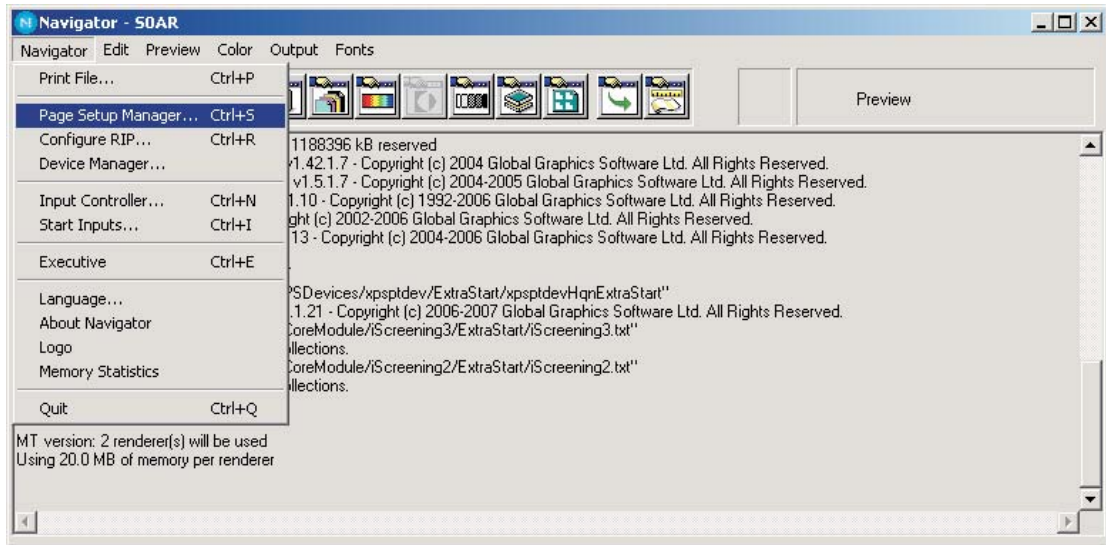 Navigator - SOAR
Navigator Edit Preview Color Output Fonts
Print File... Ctrl+P
Page Setup Manager... Ctrl+S
Configure RIP... Ctrl+R
Device Manager...
Input Controller... Ctrl+N
Start Inputs... Ctrl+I
Executive Ctrl+E
Language...
About Navigator
Logo
Memory Statistics
Quit Ctrl+Q
Preview
1188396 kB reserved
v1.42.1.7 - Copyright (c) 2004 Global Graphics Software Ltd. All Rights Reserved.
v1.5.1.7 - Copyright (c) 2004-2005 Global Graphics Software Ltd. All Rights Reserved.
1.10 - Copyright (c) 1992-2006 Global Graphics Software Ltd. All Rights Reserved.
ght (c) 2002-2006 Global Graphics Software Ltd. All Rights Reserved.
13 - Copyright (c) 2004-2006 Global Graphics Software Ltd. All Rights Reserved.
PSDevices/xpsptdev/ExtraStart/xpsptdevHqnExtraStart"
.1.21 - Copyright (c) 2006-2007 Global Graphics Software Ltd. All Rights Reserved.
CoreModule/iScreening3/ExtraStart/iScreening3.txt"
llections.
CoreModule/iScreening2/ExtraStart/iScreening2.txt"
llections.
MT version: 2 renderer(s) will be used
Using 20.0 MB of memory per renderer